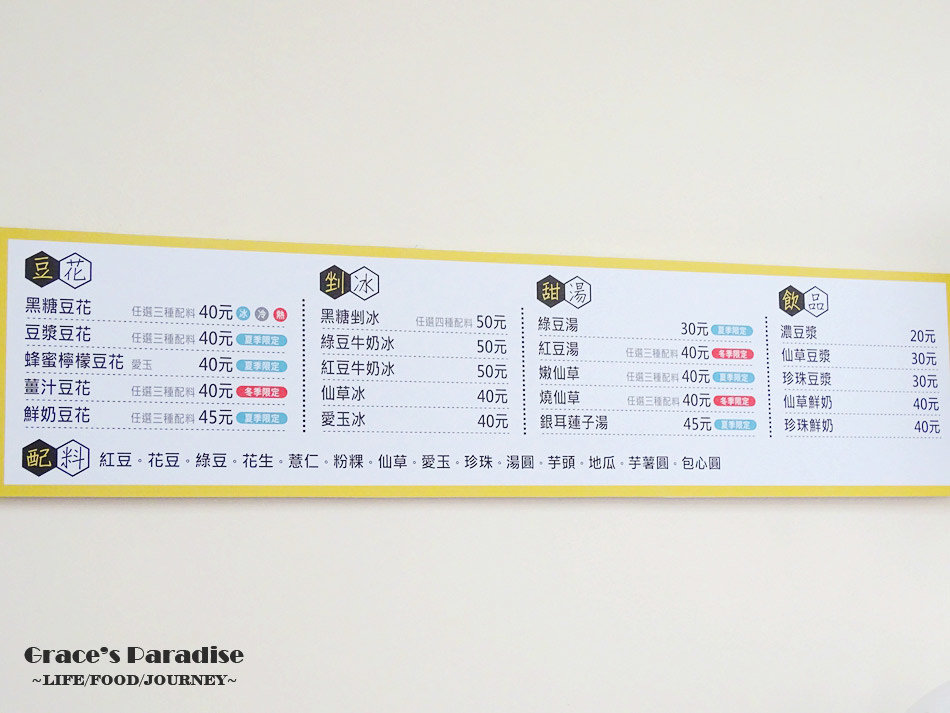 豆花
黑糖豆花 任選三種配料 40元 冰 冷 熱
豆漿豆花 任選三種配料 40元 夏季限定
蜂蜜檸檬豆花 愛玉 40元 夏季限定
薑汁豆花 任選三種配料 40元 冬季限定
鮮奶豆花 任選三種配料 45元 夏季限定
剉冰
黑糖剉冰 任選四種配料 50元
綠豆牛奶冰 50元
紅豆牛奶冰 50元
仙草冰 40元
愛玉冰 40元
甜湯
綠豆湯 30元 夏季限定
紅豆湯 任選三種配料 40元 冬季限定
嫩仙草 任選三種配料 40元 夏季限定
燒仙草 任選三種配料 40元 冬季限定
銀耳蓮子湯 45元 夏季限定
飲品
濃豆漿 20元
仙草豆漿 30元
珍珠豆漿 30元
仙草鮮奶 40元
珍珠鮮奶 40元
配料 紅豆。花豆。綠豆。花生。薏仁。粉粿。仙草。愛玉。珍珠。湯圓。芋頭。地瓜。芋薯圓。包心圓
Grace's Paradise
~LIFE/FOOD/JOURNEY~